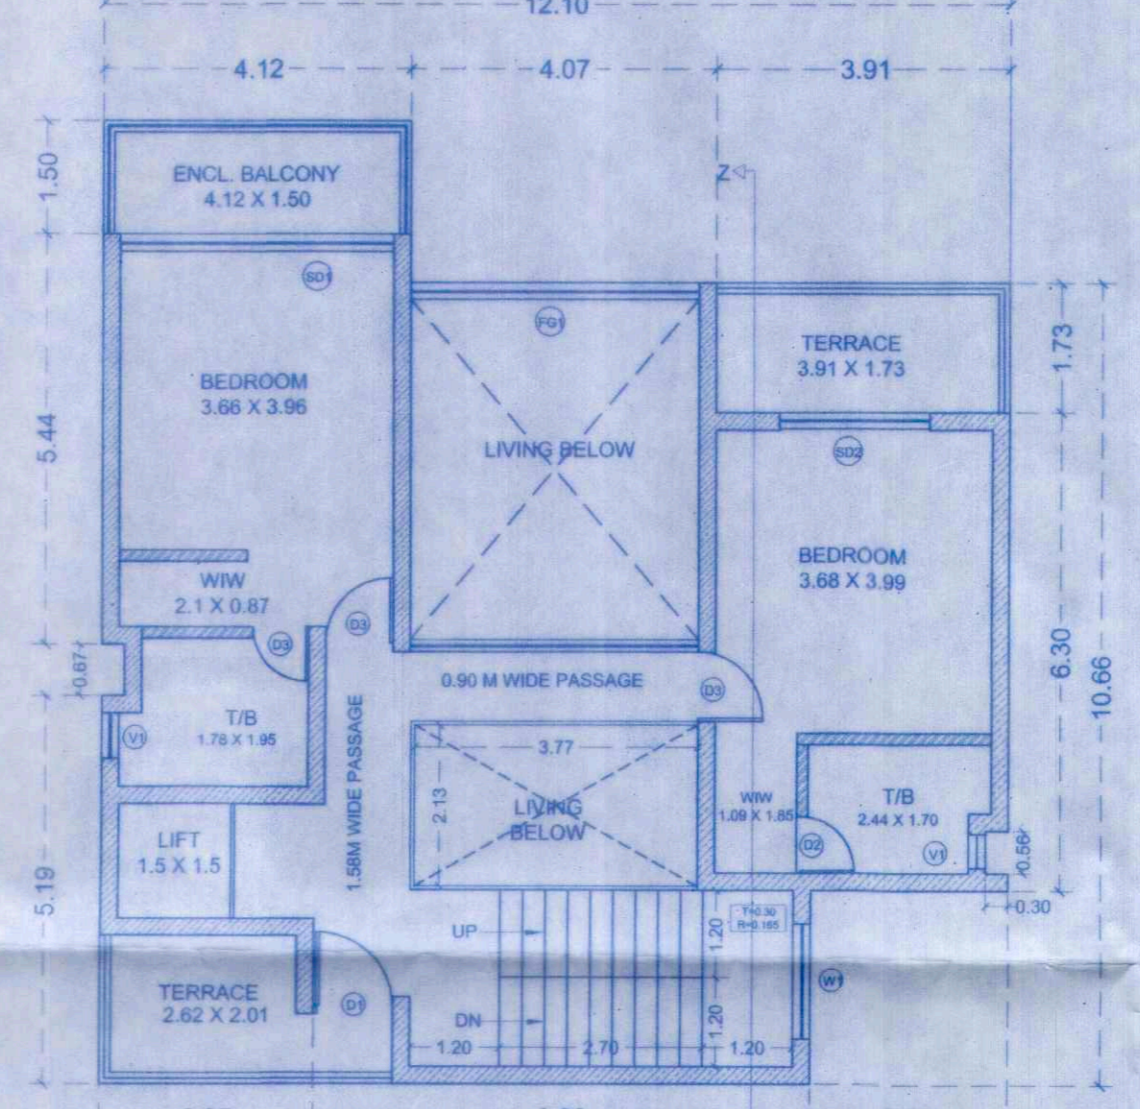 12.10
4.12
4.07
3.91
1.50
ENCL. BALCONY
4.12 X 1.50
Z
SD1
FG1
TERRACE
3.91 X 1.73
1.73
BEDROOM
3.66 X 3.96
5.44
LIVING BELOW
SD2
BEDROOM
3.68 X 3.99
WIW
2.1 X 0.87
D3
D3
0.67
0.90 M WIDE PASSAGE
D3
6.30
10.66
T/B
1.78 X 1.95
V1
1.58M WIDE PASSAGE
3.77
2.13
LIVING
BELOW
WIW
1.09 X 1.85
T/B
2.44 X 1.70
D2
V1
0.56
LIFT
1.5 X 1.5
5.19
0.30
UP
1.20
T=0.30
R=0.165
W1
TERRACE
2.62 X 2.01
D1
DN
1.20
1.20
2.70
1.20